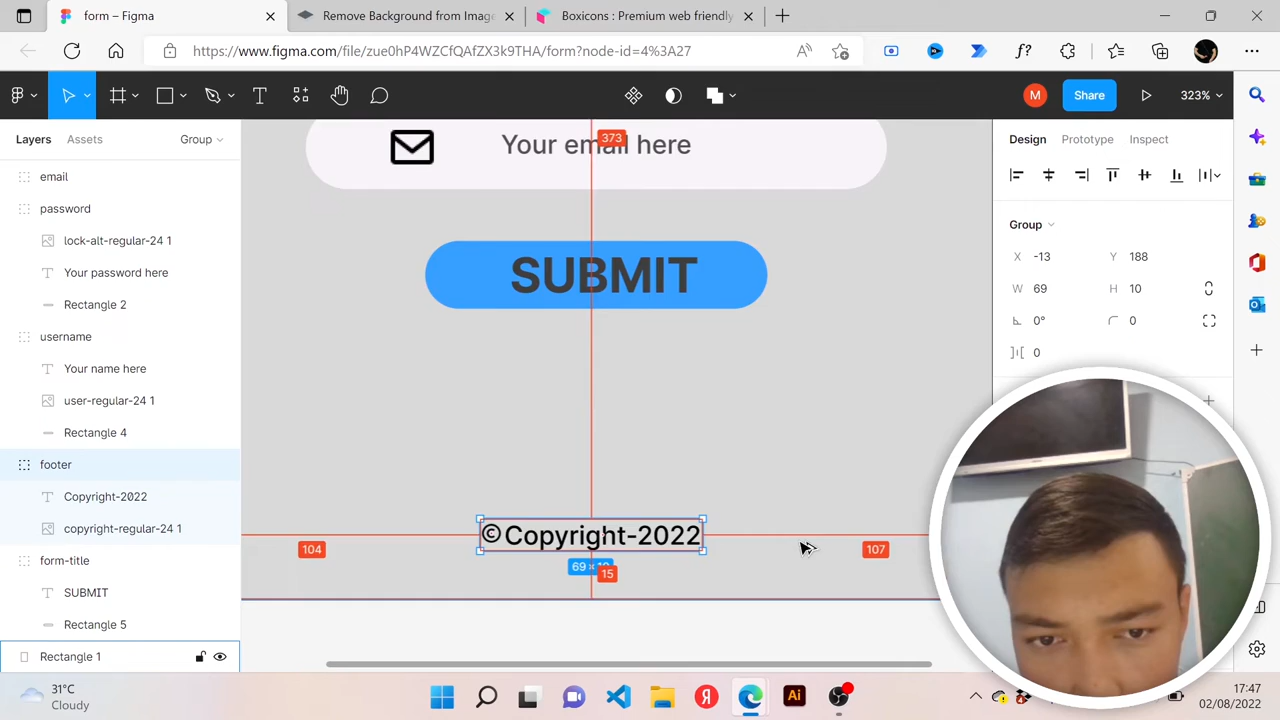 form – Figma
Remove Background from Image
Boxicons : Premium web friendly
https://www.figma.com/file/zue0hP4WZCfQAfZX3k9THA/form?node-id=4%3A27
M
Share
323%
Layers
Assets
Group
email
password
lock-alt-regular-24 1
Your password here
Rectangle 2
username
Your name here
user-regular-24 1
Rectangle 4
footer
Copyright-2022
copyright-regular-24 1
form-title
SUBMIT
Rectangle 5
Rectangle 1
373
Your email here
SUBMIT
©Copyright-2022
104
107
15
Design
Prototype
Inspect
Group
X -13
Y 188
W 69
H 10
0°
0
0
31°C
Cloudy
17:47
02/08/2022